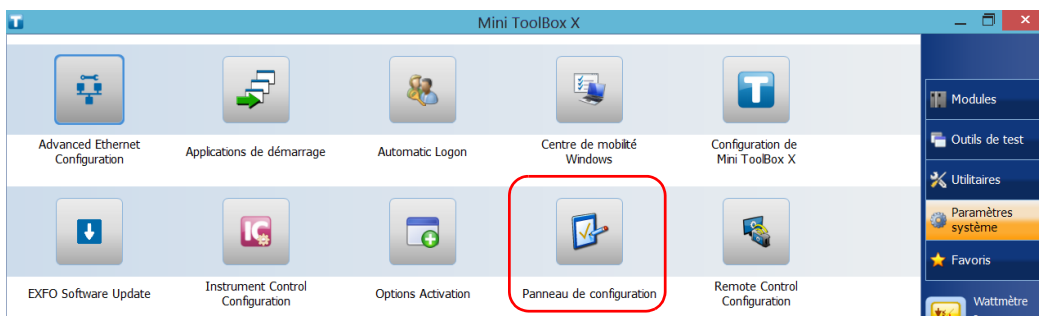 Mini ToolBox X
Advanced Ethernet
Configuration
Applications de démarrage
Automatic Logon
Centre de mobilité
Windows
Configuration de
Mini ToolBox X
EXFO Software Update
Instrument Control
Configuration
Options Activation
Panneau de configuration
Remote Control
Configuration
Modules
Outils de test
Utilitaires
Paramètres
système
Favoris
Wattmètre